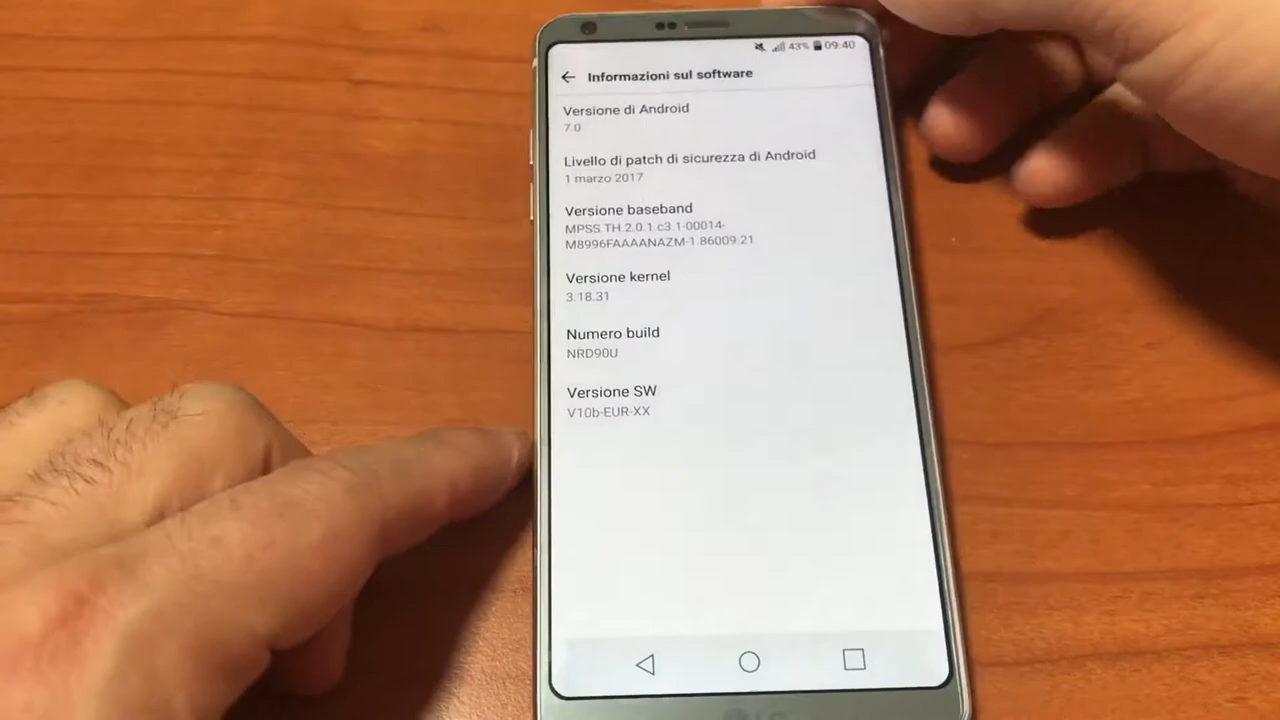 43% 09:40
Informazioni sul software
Versione di Android
7.0
Livello di patch di sicurezza di Android
1 marzo 2017
Versione baseband
MPSS.TH.2.0.1.c3.1-00014-
M8996FAAAANAZM-1.86009.21
Versione kernel
3.18.31
Numero build
NRD90U
Versione SW
V10b-EUR-XX
LG